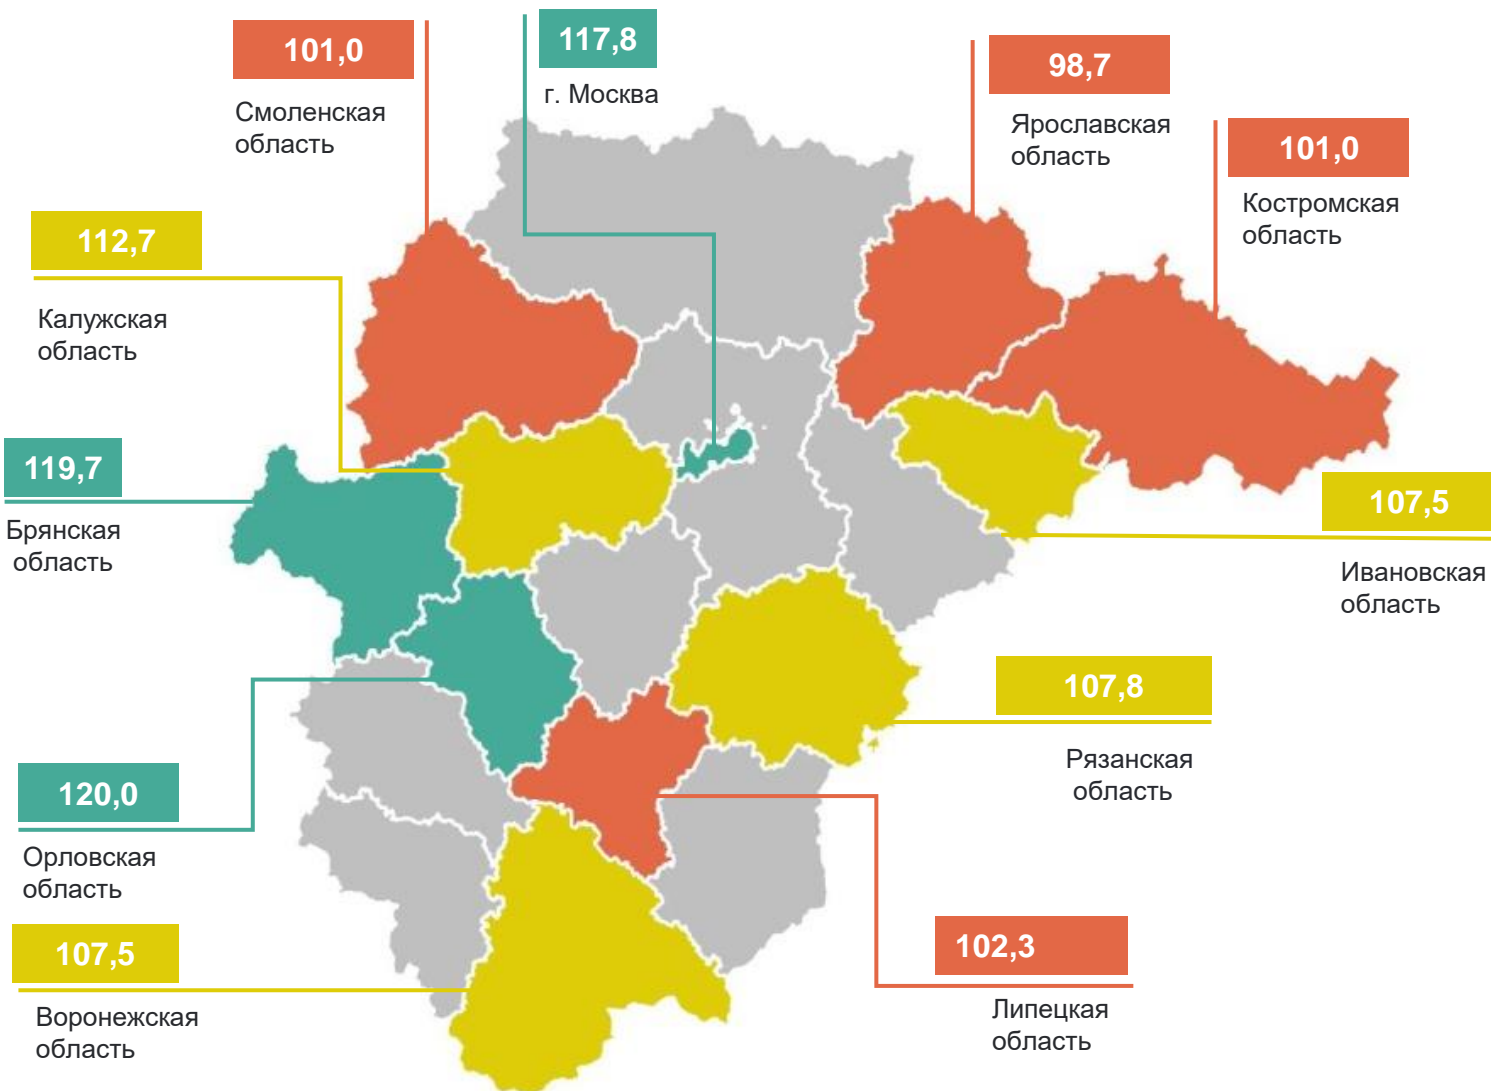 101,0
Смоленская
область
117,8
г. Москва
98,7
Ярославская
область
101,0
Костромская
область
112,7
Калужская
область
119,7
Брянская
область
107,5
Ивановская
область
107,8
Рязанская
область
120,0
Орловская
область
107,5
Воронежская
область
102,3
Липецкая
область